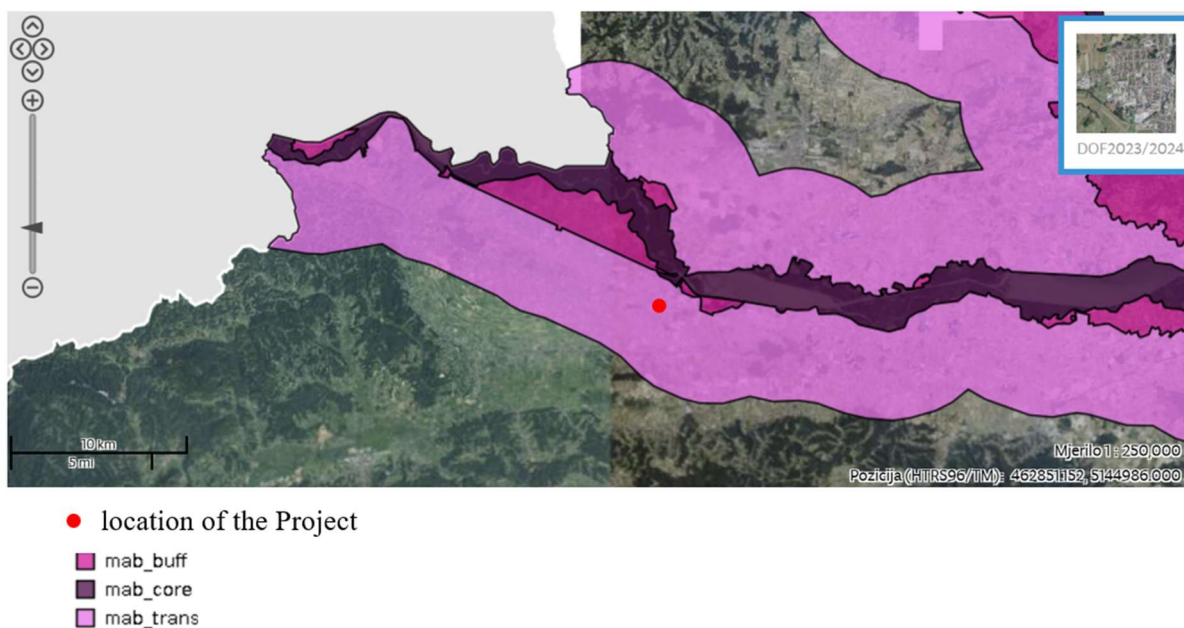 DOF2023/2024
10 km
5 mi
Mjerilo 1 : 250,000
Pozicija (HTRS96/TM): 462851.152, 5144986.000
location of the Project
mab_buff
mab_core
mab_trans